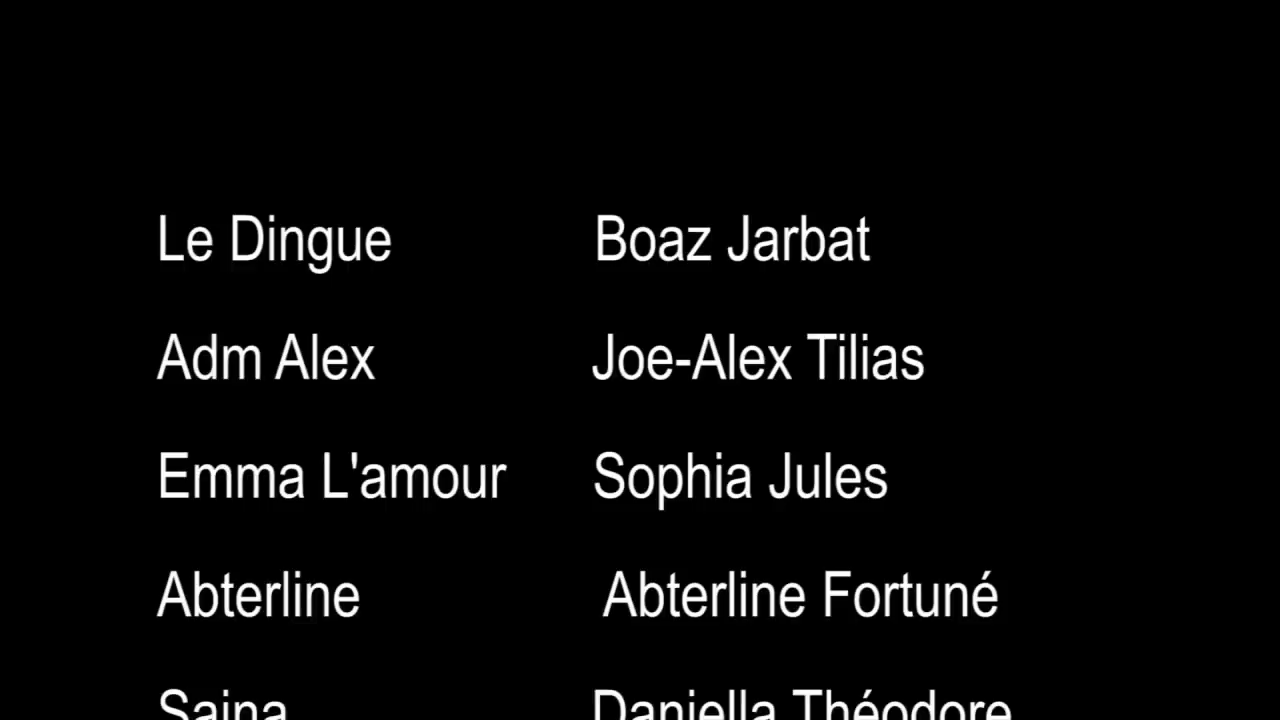 Le Dingue Boaz Jarbat
Adm Alex Joe-Alex Tilias
Emma L'amour Sophia Jules
Abterline Abterline Fortuné
Saina Daniella Théodore